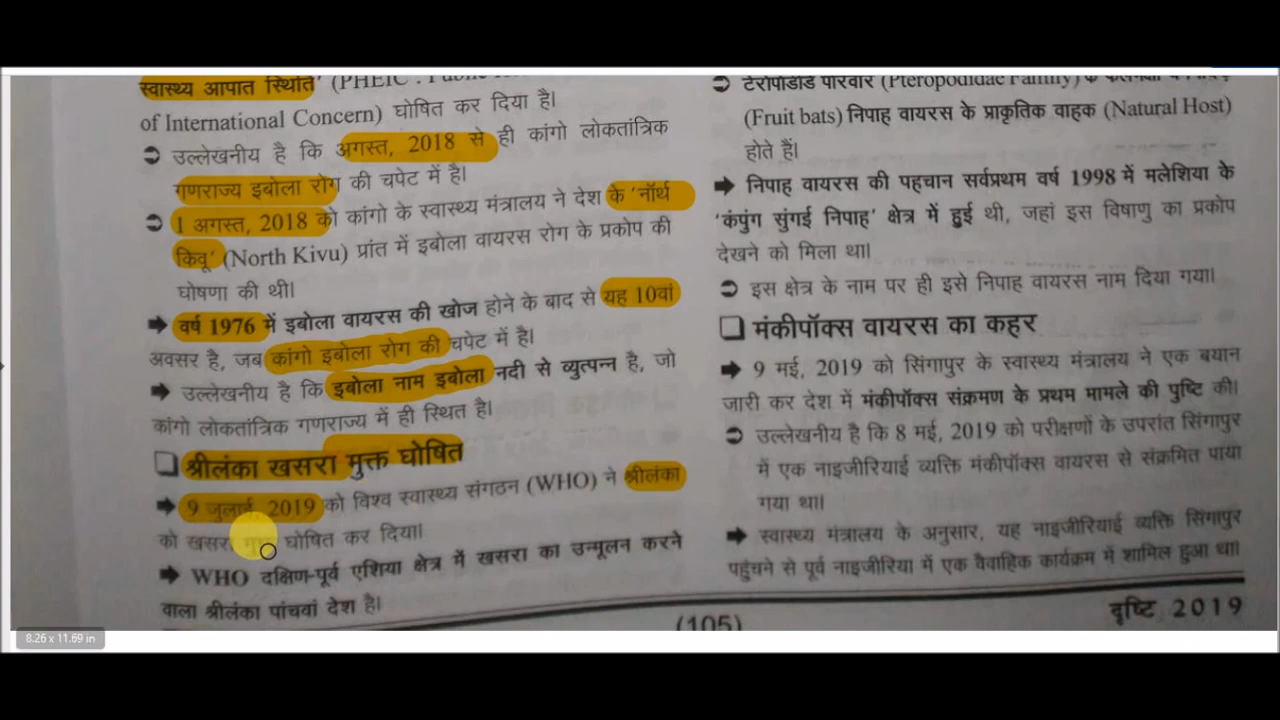 स्वास्थ्य आपात स्थिति' (PHEIC : Public
of International Concern) घोषित कर दिया है।
➲ उल्लेखनीय है कि अगस्त, 2018 से ही कांगो लोकतांत्रिक
गणराज्य इबोला रोग की चपेट में है।
➲ 1 अगस्त, 2018 को कांगो के स्वास्थ्य मंत्रालय ने देश के 'नॉर्थ
किवू' (North Kivu) प्रांत में इबोला वायरस रोग के प्रकोप की
घोषणा की थी।
➡ वर्ष 1976 में इबोला वायरस की खोज होने के बाद से यह 10वां
अवसर है, जब कांगो इबोला रोग की चपेट में है।
➡ उल्लेखनीय है कि इबोला नाम इबोला नदी से व्युत्पन्न है, जो
कांगो लोकतांत्रिक गणराज्य में ही स्थित है।
❑ श्रीलंका खसरा मुक्त घोषित
➡ 9 जुलाई, 2019 को विश्व स्वास्थ्य संगठन (WHO) ने श्रीलंका
को खसरा मुक्त घोषित कर दिया।
➡ WHO दक्षिण-पूर्व एशिया क्षेत्र में खसरा का उन्मूलन करने
वाला श्रीलंका पांचवां देश है।
➲ टेरोपोडीडी परिवार (Pteropodidae Family) के
(Fruit bats) निपाह वायरस के प्राकृतिक वाहक (Natural Host)
होते हैं।
➡ निपाह वायरस की पहचान सर्वप्रथम वर्ष 1998 में मलेशिया के
'कंपुंग सुंगई निपाह' क्षेत्र में हुई थी, जहां इस विषाणु का प्रकोप
देखने को मिला था।
➲ इस क्षेत्र के नाम पर ही इसे निपाह वायरस नाम दिया गया।
❑ मंकीपॉक्स वायरस का कहर
➡ 9 मई, 2019 को सिंगापुर के स्वास्थ्य मंत्रालय ने एक बयान
जारी कर देश में मंकीपॉक्स संक्रमण के प्रथम मामले की पुष्टि की।
➲ उल्लेखनीय है कि 8 मई, 2019 को परीक्षणों के उपरांत सिंगापुर
में एक नाइजीरियाई व्यक्ति मंकीपॉक्स वायरस से संक्रमित पाया
गया था।
➡ स्वास्थ्य मंत्रालय के अनुसार, यह नाइजीरियाई व्यक्ति सिंगापुर
पहुंचने से पूर्व नाइजीरिया में एक वैवाहिक कार्यक्रम में शामिल हुआ था।
(105)
दृष्टि 2019
8.26 x 11.69 in